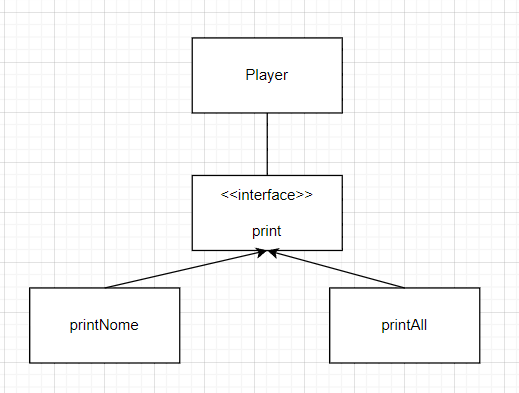 Player
<<interface>>
print
printNome
printAll